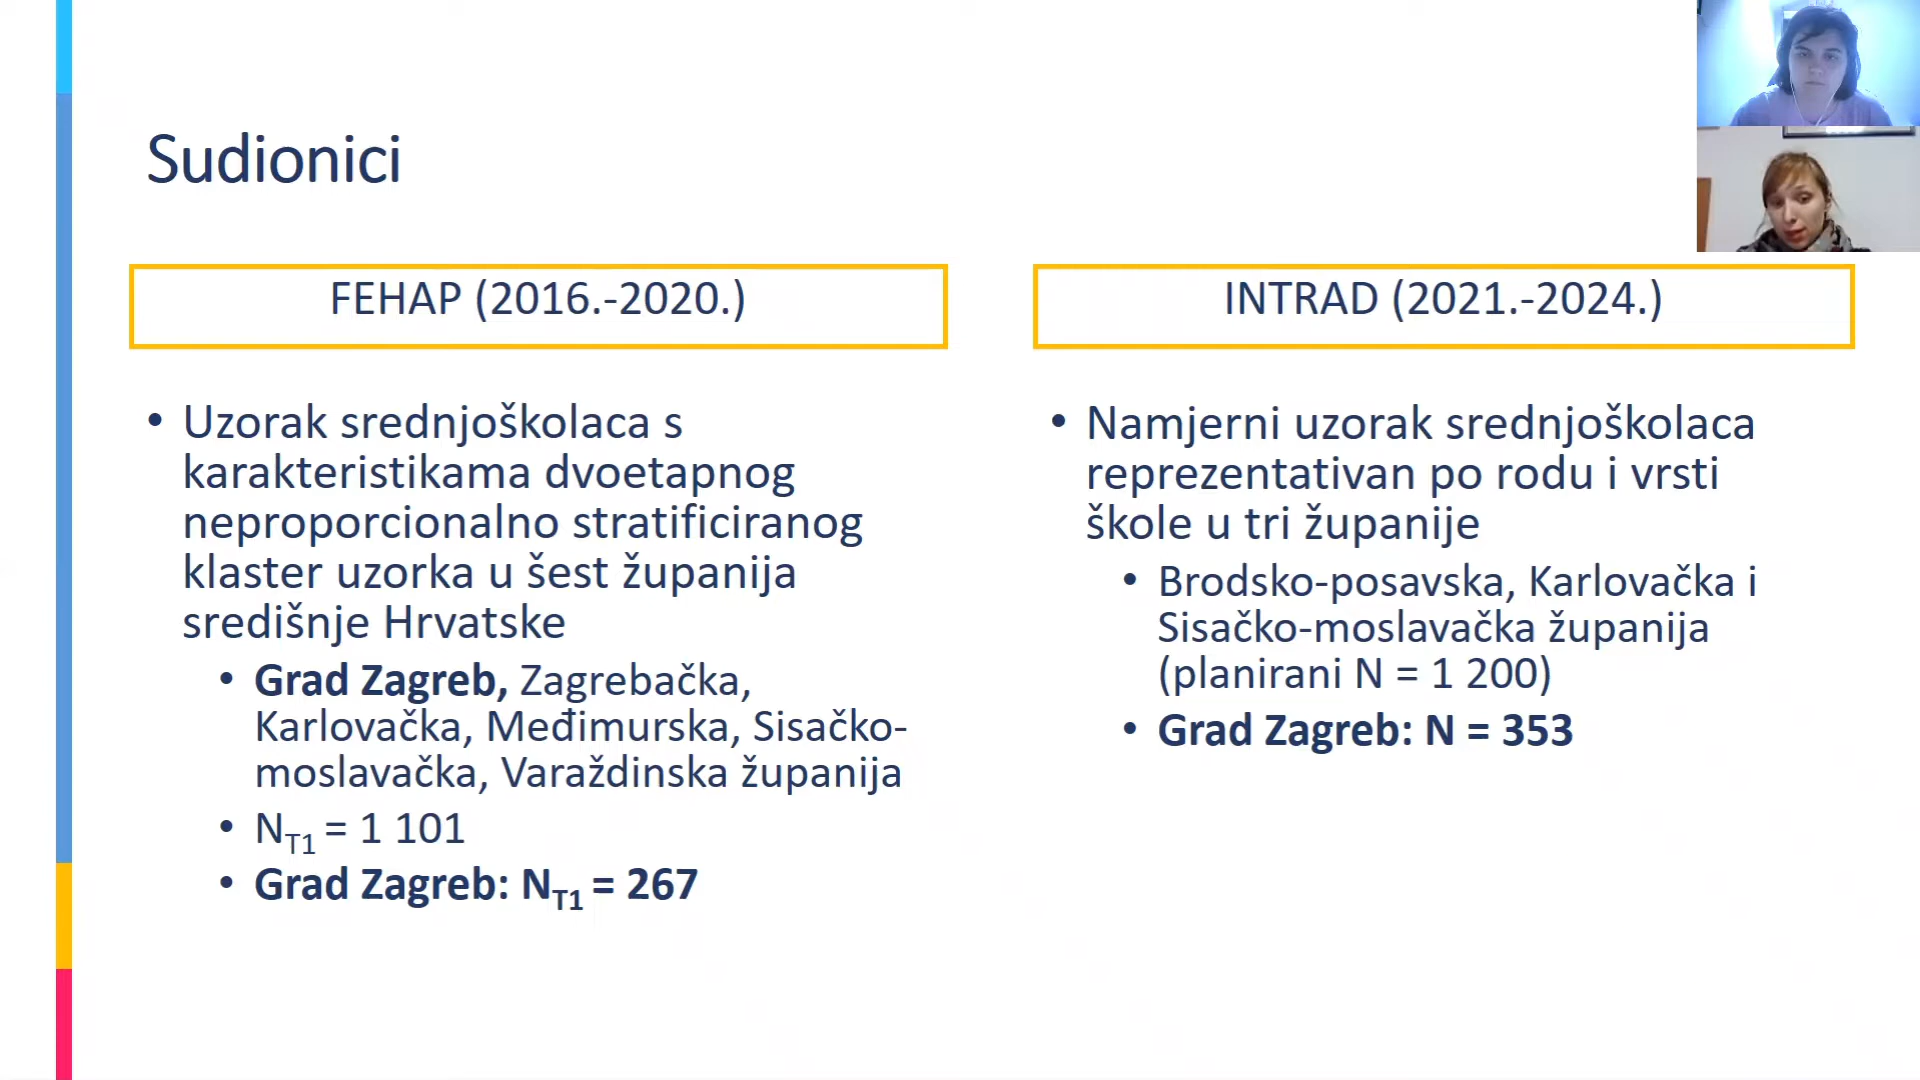 Sudionici
FEHAP (2016.-2020.)
• Uzorak srednjoškolaca s
karakteristikama dvoetapnog
neproporcionalno stratificiranog
klaster uzorka u šest županija
središnje Hrvatske
• Grad Zagreb, Zagrebačka,
Karlovačka, Međimurska, Sisačko-
moslavačka, Varaždinska županija
• NT1 = 1 101
• Grad Zagreb: NT1 = 267
INTRAD (2021.-2024.)
• Namjerni uzorak srednjoškolaca
reprezentativan po rodu i vrsti
škole u tri županije
• Brodsko-posavska, Karlovačka i
Sisačko-moslavačka županija
(planirani N = 1 200)
• Grad Zagreb: N = 353